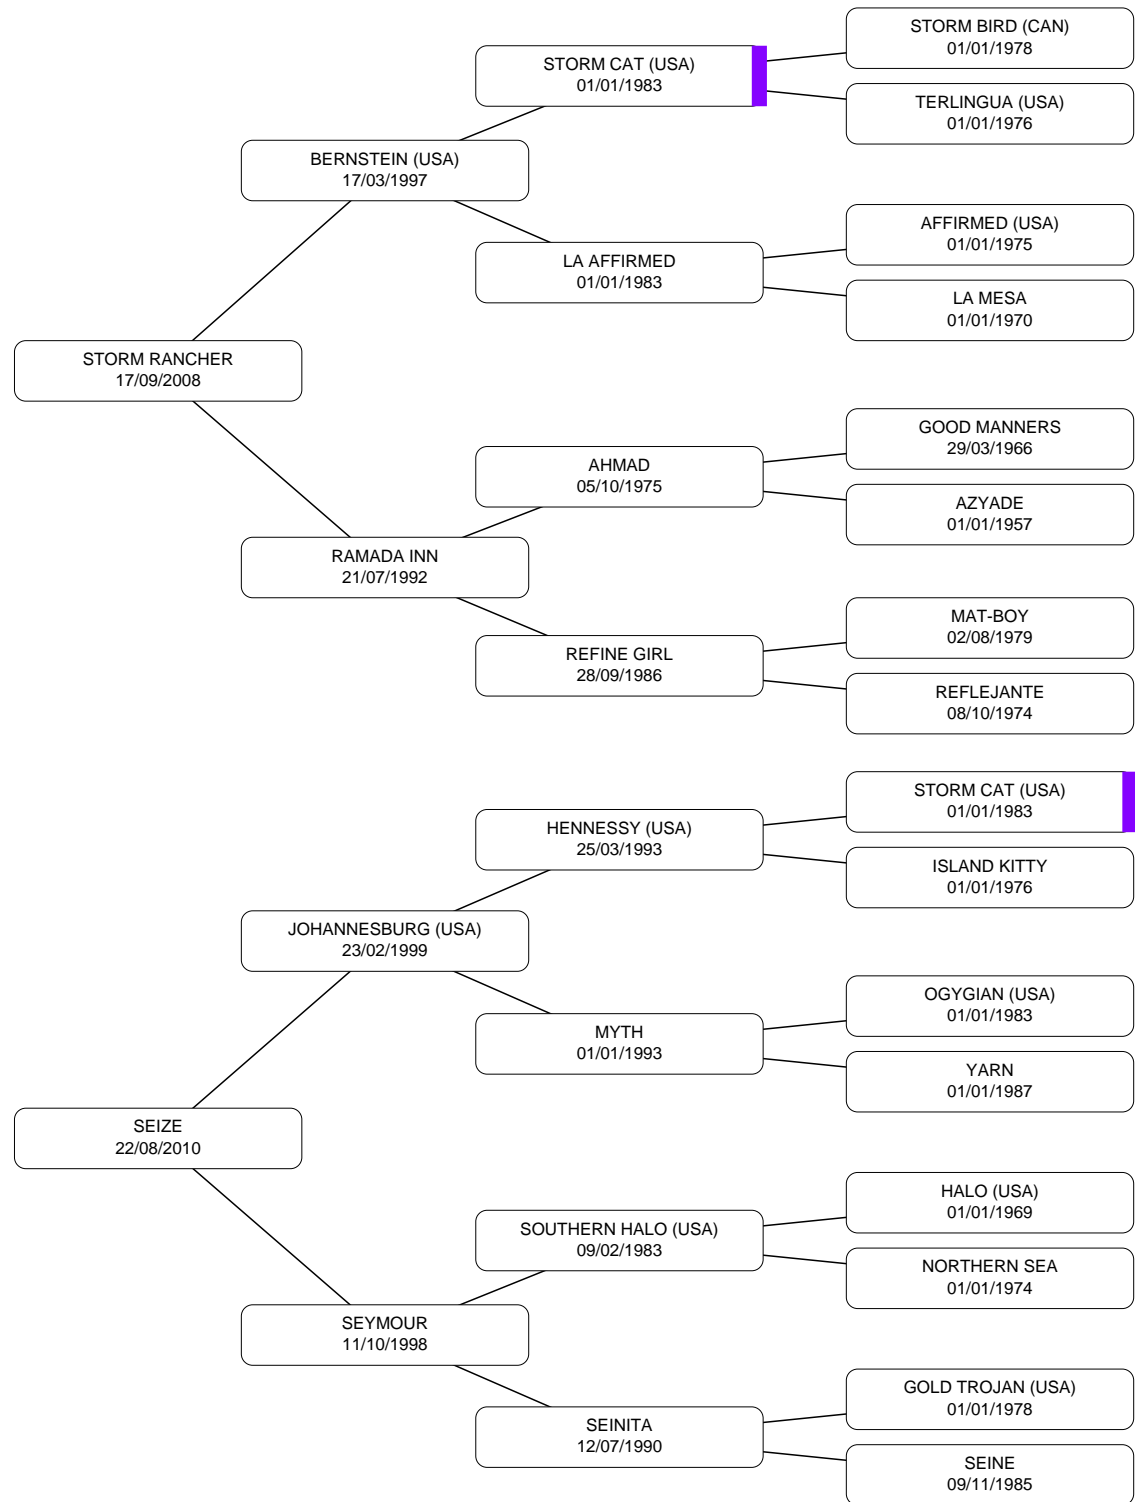 STORM BIRD (CAN)
01/01/1978
STORM CAT (USA)
01/01/1983
TERLINGUA (USA)
01/01/1976
BERNSTEIN (USA)
17/03/1997
AFFIRMED (USA)
01/01/1975
LA AFFIRMED
01/01/1983
LA MESA
01/01/1970
STORM RANCHER
17/09/2008
GOOD MANNERS
29/03/1966
AHMAD
05/10/1975
AZYADE
01/01/1957
RAMADA INN
21/07/1992
MAT-BOY
02/08/1979
REFINE GIRL
28/09/1986
REFLEJANTE
08/10/1974
STORM CAT (USA)
01/01/1983
HENNESSY (USA)
25/03/1993
ISLAND KITTY
01/01/1976
JOHANNESBURG (USA)
23/02/1999
OGYGIAN (USA)
01/01/1983
MYTH
01/01/1993
YARN
01/01/1987
SEIZE
22/08/2010
HALO (USA)
01/01/1969
SOUTHERN HALO (USA)
09/02/1983
NORTHERN SEA
01/01/1974
SEYMOUR
11/10/1998
GOLD TROJAN (USA)
01/01/1978
SEINITA
12/07/1990
SEINE
09/11/1985